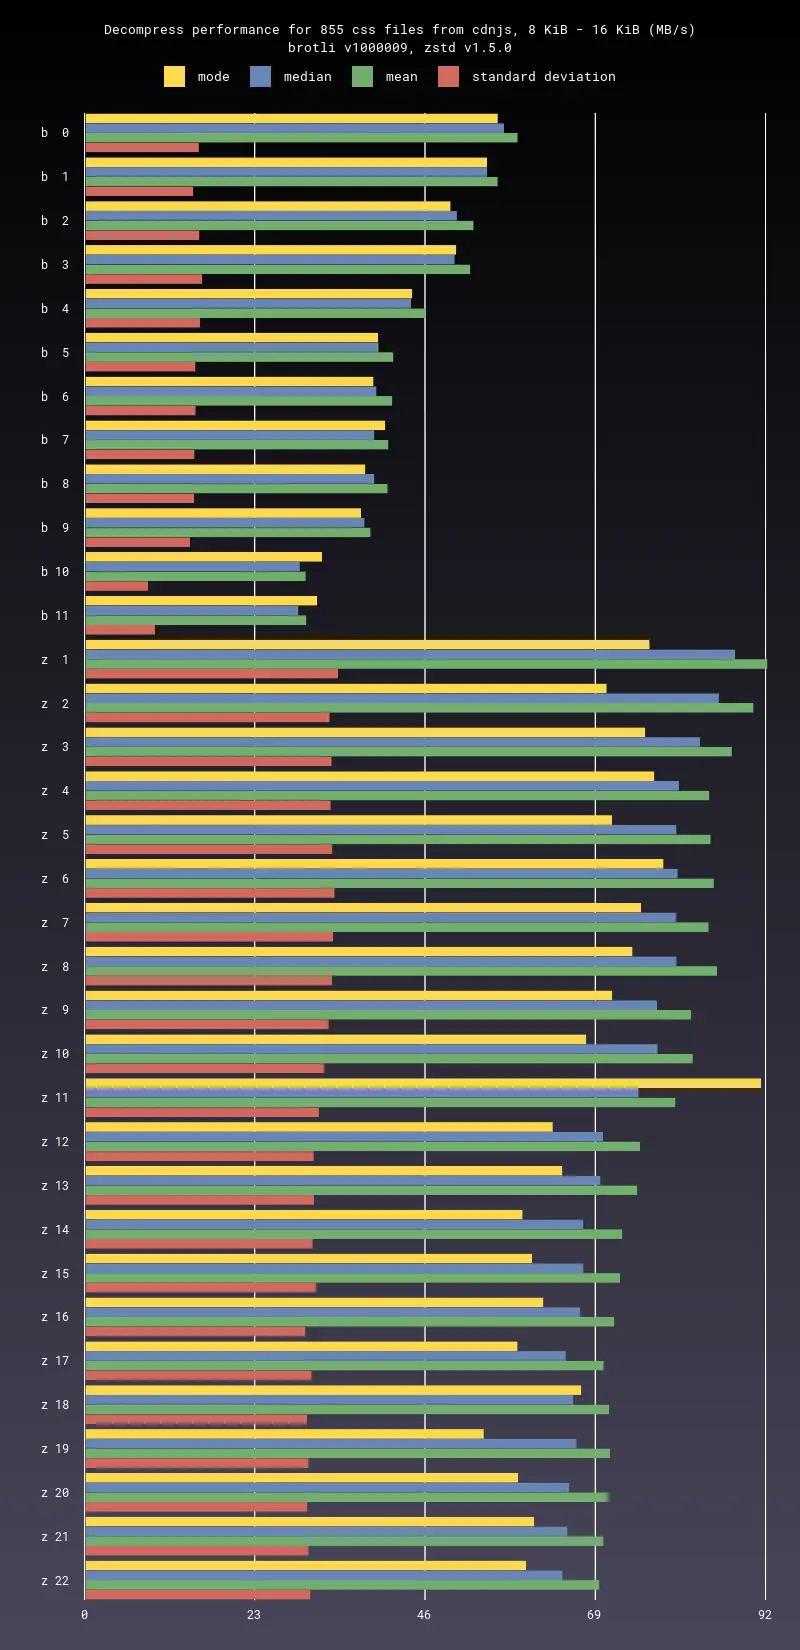 Decompress performance for 855 css files from cdnjs, 8 KiB - 16 KiB (MB/s)
brotli v1000009, zstd v1.5.0
mode median mean standard deviation
b 0
b 1
b 2
b 3
b 4
b 5
b 6
b 7
b 8
b 9
b 10
b 11
z 1
z 2
z 3
z 4
z 5
z 6
z 7
z 8
z 9
z 10
z 11
z 12
z 13
z 14
z 15
z 16
z 17
z 18
z 19
z 20
z 21
z 22
0 23 46 69 92